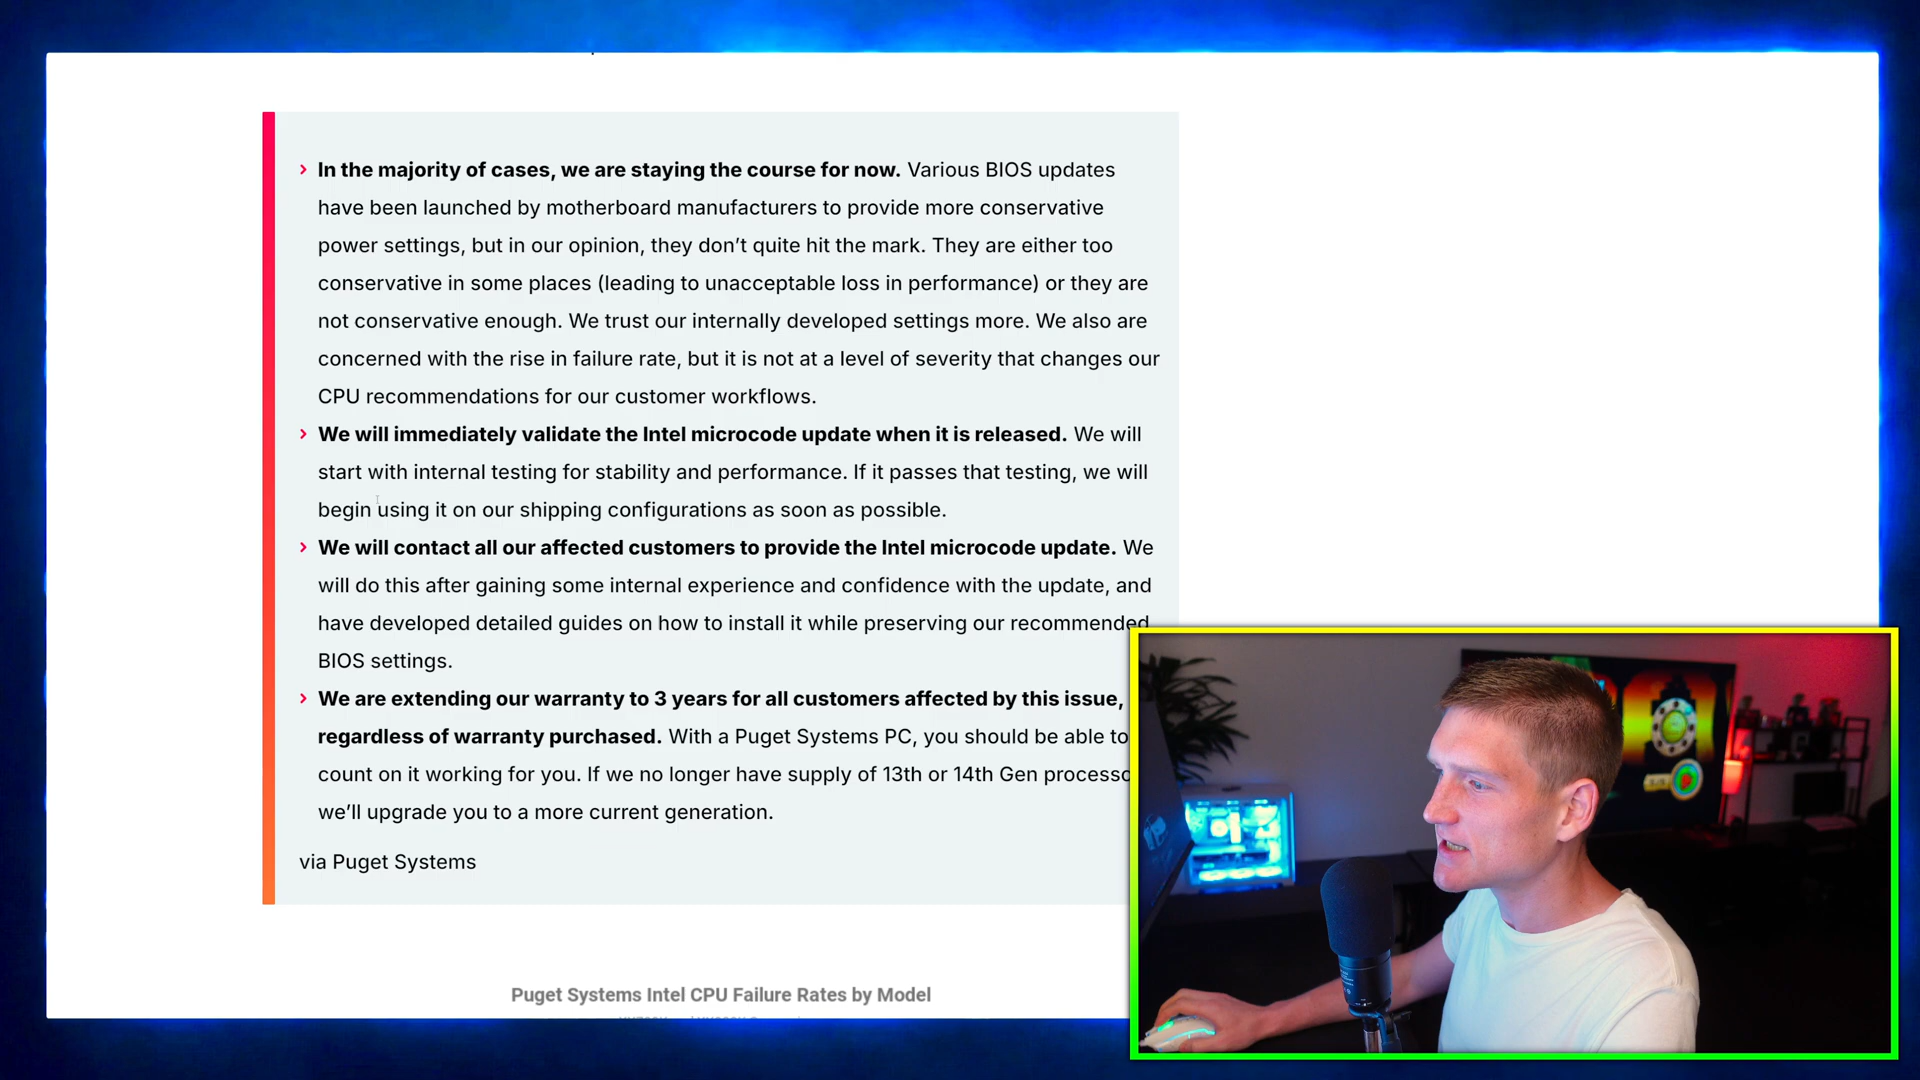 In the majority of cases, we are staying the course for now. Various BIOS updates
have been launched by motherboard manufacturers to provide more conservative
power settings, but in our opinion, they don’t quite hit the mark. They are either too
conservative in some places (leading to unacceptable loss in performance) or they are
not conservative enough. We trust our internally developed settings more. We also are
concerned with the rise in failure rate, but it is not at a level of severity that changes our
CPU recommendations for our customer workflows.
We will immediately validate the Intel microcode update when it is released. We will
start with internal testing for stability and performance. If it passes that testing, we will
begin using it on our shipping configurations as soon as possible.
We will contact all our affected customers to provide the Intel microcode update. We
will do this after gaining some internal experience and confidence with the update, and
have developed detailed guides on how to install it while preserving our recommended
BIOS settings.
We are extending our warranty to 3 years for all customers affected by this issue,
regardless of warranty purchased. With a Puget Systems PC, you should be able to
count on it working for you. If we no longer have supply of 13th or 14th Gen
we’ll upgrade you to a more current generation.
via Puget Systems
Puget Systems Intel CPU Failure Rates by Model